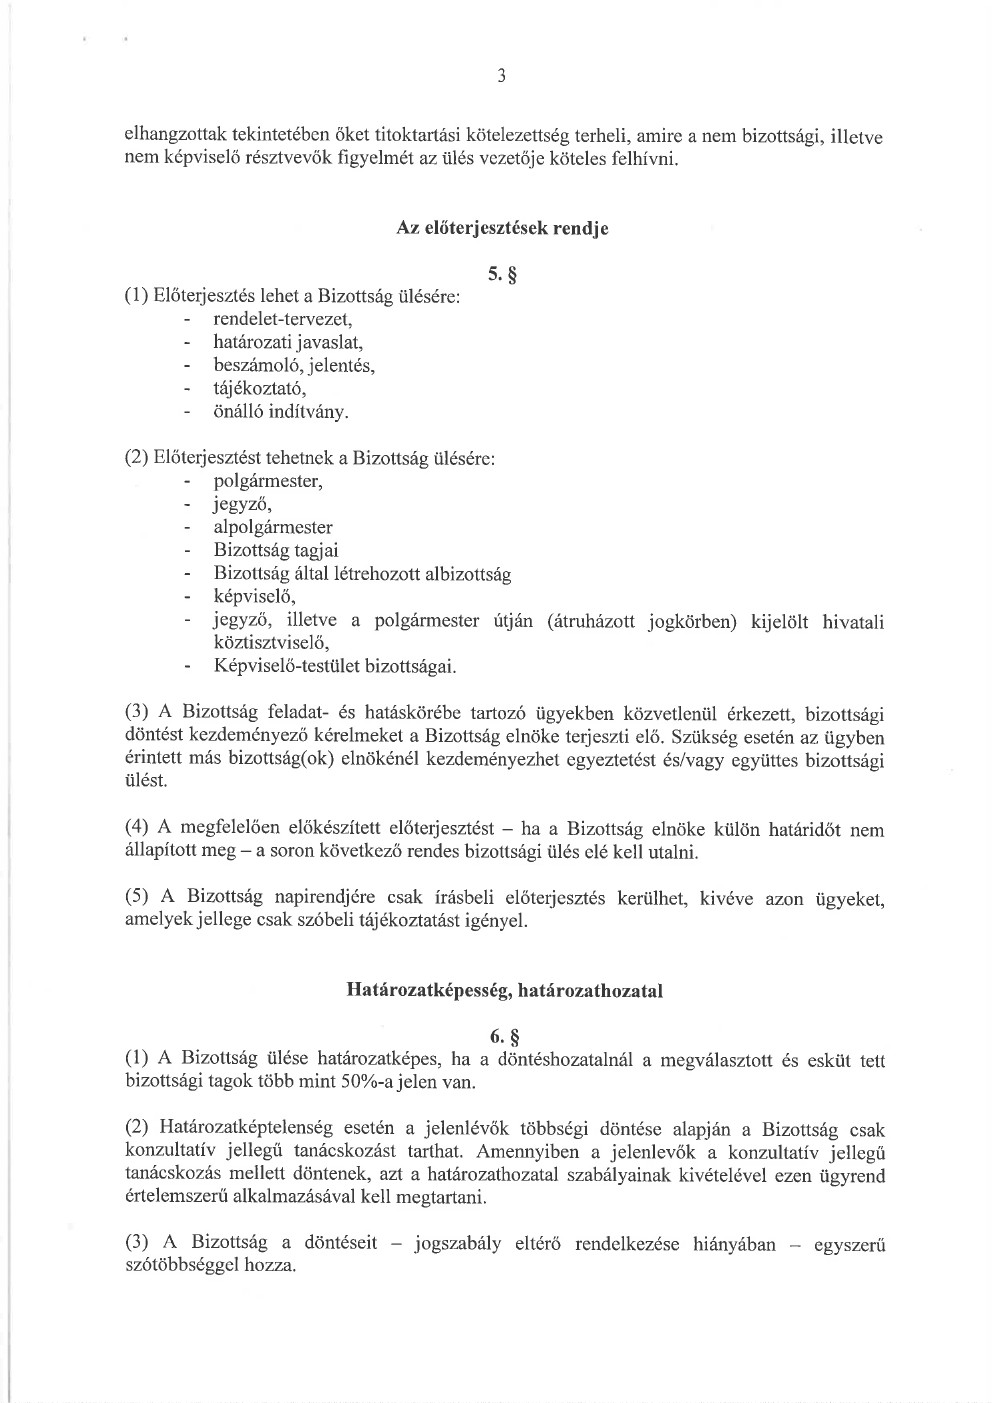 3
elhangzottak tekintetében őket titoktartási kötelezettség terheli, amire a nem bizottsági, illetve
nem képviselő résztvevők figyelmét az ülés vezetője köteles felhívni.
Az előterjesztések rendje
5. §
(1) Előterjesztés lehet a Bizottság ülésére:
- rendelet-tervezet,
- határozati javaslat,
- beszámoló, jelentés,
- tájékoztató,
- önálló indítvány.
(2) Előterjesztést tehetnek a Bizottság ülésére:
- polgármester,
- jegyző,
- alpolgármester
- Bizottság tagjai
- Bizottság által létrehozott albizottság
- képviselő,
- jegyző, illetve a polgármester útján (átruházott jogkörben) kijelölt hivatali
köztisztviselő,
- Képviselő-testület bizottságai.
(3) A Bizottság feladat- és hatáskörébe tartozó ügyekben közvetlenül érkezett, bizottsági
döntést kezdeményező kérelmeket a Bizottság elnöke terjeszti elő. Szükség esetén az ügyben
érintett más bizottság(ok) elnökénél kezdeményezhet egyeztetést és/vagy együttes bizottsági
ülést.
(4) A megfelelően előkészített előterjesztést – ha a Bizottság elnöke külön határidőt nem
állapított meg – a soron következő rendes bizottsági ülés elé kell utalni.
(5) A Bizottság napirendjére csak írásbeli előterjesztés kerülhet, kivéve azon ügyeket,
amelyek jellege csak szóbeli tájékoztatást igényel.
Határozatképesség, határozathozatal
6. §
(1) A Bizottság ülése határozatképes, ha a döntéshozatalnál a megválasztott és esküt tett
bizottsági tagok több mint 50%-a jelen van.
(2) Határozatképtelenség esetén a jelenlévők többségi döntése alapján a Bizottság csak
konzultatív jellegű tanácskozást tarthat. Amennyiben a jelenlevők a konzultatív jellegű
tanácskozás mellett döntenek, azt a határozathozatal szabályainak kivételével ezen ügyrend
értelemszerű alkalmazásával kell megtartani.
(3) A Bizottság a döntéseit – jogszabály eltérő rendelkezése hiányában – egyszerű
szótöbbséggel hozza.